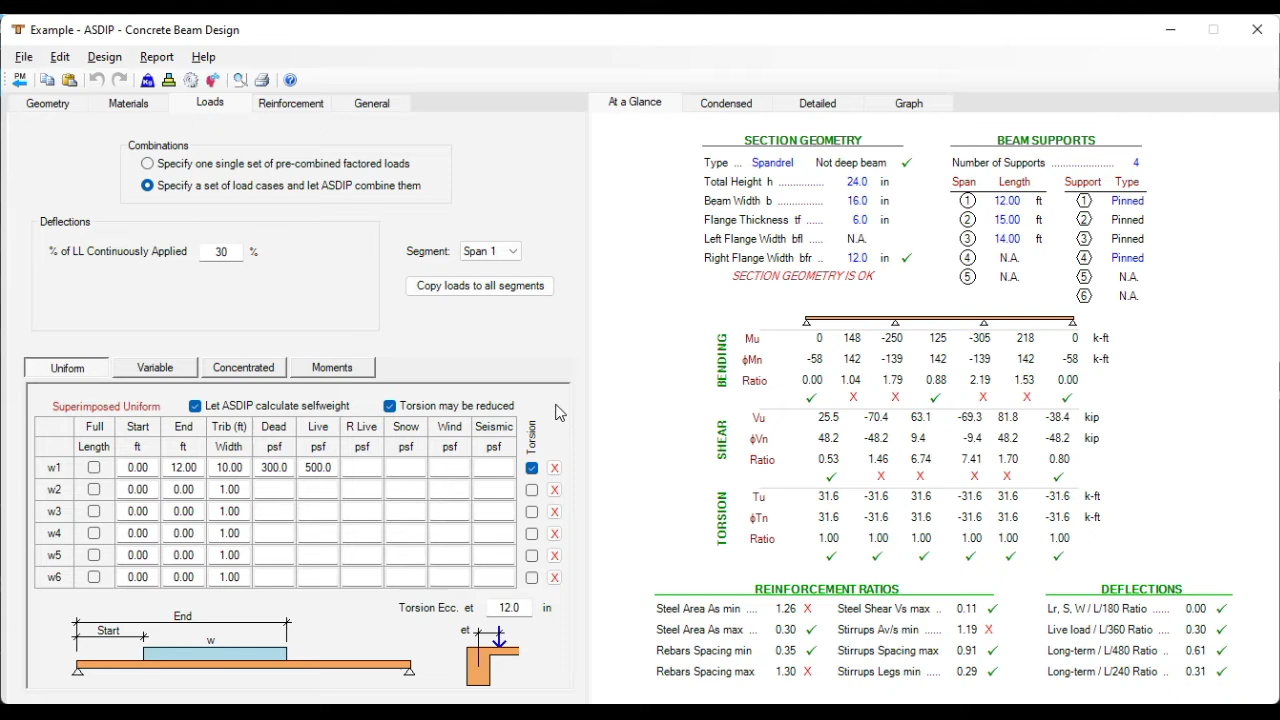 Example - ASDIP - Concrete Beam Design
File Edit Design Report Help
PM
Kg
Geometry Materials Loads Reinforcement General
Combinations
Specify one single set of pre-combined factored loads
Specify a set of load cases and let ASDIP combine them
Deflections
% of LL Continuously Applied 30 %
Segment: Span 1
Copy loads to all segments
Uniform Variable Concentrated Moments
Superimposed Uniform Let ASDIP calculate selfweight Torsion may be reduced
Full Start End Trib (ft) Dead Live R Live Snow Wind Seismic Torsion
Length ft ft Width psf psf psf psf psf psf
w1 0.00 12.00 10.00 300.0 500.0 X
w2 0.00 0.00 1.00 X
w3 0.00 0.00 1.00 X
w4 0.00 0.00 1.00 X
w5 0.00 0.00 1.00 X
w6 0.00 0.00 1.00 X
Torsion Ecc. et 12.0 in
End
Start
w
et
At a Glance Condensed Detailed Graph
SECTION GEOMETRY
Type ... Spandrel Not deep beam ✓
Total Height h ................ 24.0 in
Beam Width b ............... 16.0 in
Flange Thickness tf ...... 6.0 in
Left Flange Width bfl ..... N.A.
Right Flange Width bfr .. 12.0 in ✓
SECTION GEOMETRY IS OK
BEAM SUPPORTS
Number of Supports ...................... 4
Span Length Support Type
1 12.00 ft 1 Pinned
2 15.00 ft 2 Pinned
3 14.00 ft 3 Pinned
4 N.A. 4 Pinned
5 N.A. 5 N.A.
6 N.A.
BENDING
Mu 0 148 -250 125 -305 218 0 k-ft
ϕMn -58 142 -139 142 -139 142 -58 k-ft
Ratio 0.00 1.04 1.79 0.88 2.19 1.53 0.00
✓ X X ✓ X X ✓
SHEAR
Vu 25.5 -70.4 63.1 -69.3 81.8 -38.4 kip
ϕVn 48.2 -48.2 9.4 -9.4 48.2 -48.2 kip
Ratio 0.53 1.46 6.74 7.41 1.70 0.80
✓ X X X X ✓
TORSION
Tu 31.6 -31.6 31.6 -31.6 31.6 -31.6 k-ft
ϕTn 31.6 -31.6 31.6 -31.6 31.6 -31.6 k-ft
Ratio 1.00 1.00 1.00 1.00 1.00 1.00
✓ ✓ ✓ ✓ ✓ ✓
REINFORCEMENT RATIOS
Steel Area As min .... 1.26 X Steel Shear Vs max .. 0.11 ✓
Steel Area As max ... 0.30 ✓ Stirrups Av/s min ..... 1.19 X
Rebars Spacing min 0.35 ✓ Stirrups Spacing max 0.91 ✓
Rebars Spacing max 1.30 X Stirrups Legs min ..... 0.29 ✓
DEFLECTIONS
Lr, S, W / L/180 Ratio ...... 0.00 ✓
Live load / L/360 Ratio .... 0.30 ✓
Long-term / L/480 Ratio .. 0.61 ✓
Long-term / L/240 Ratio ... 0.31 ✓